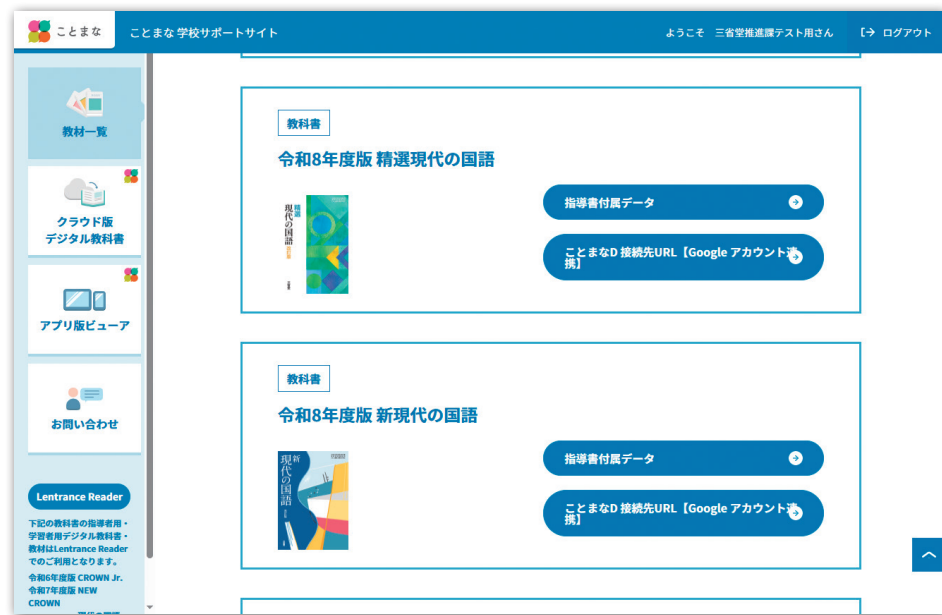 ことまな
ことまな 学校サポートサイト
ようこそ 三省堂推進課テスト用さん
ログアウト
教材一覧
クラウド版
デジタル教科書
アプリ版ビューア
お問い合わせ
Lentrance Reader
下記の教科書の指導者用・
学習者用デジタル教科書・
教材はLentrance Reader
でのご利用となります。
令和6年度版 CROWN Jr.
令和7年度版 NEW
CROWN
教科書
令和8年度版 精選現代の国語
精選
現代の国語
指導書付属データ
ことまなD 接続先URL【Google アカウント連
携】
教科書
令和8年度版 新現代の国語
新
現代の国語
指導書付属データ
ことまなD 接続先URL【Google アカウント連
携】